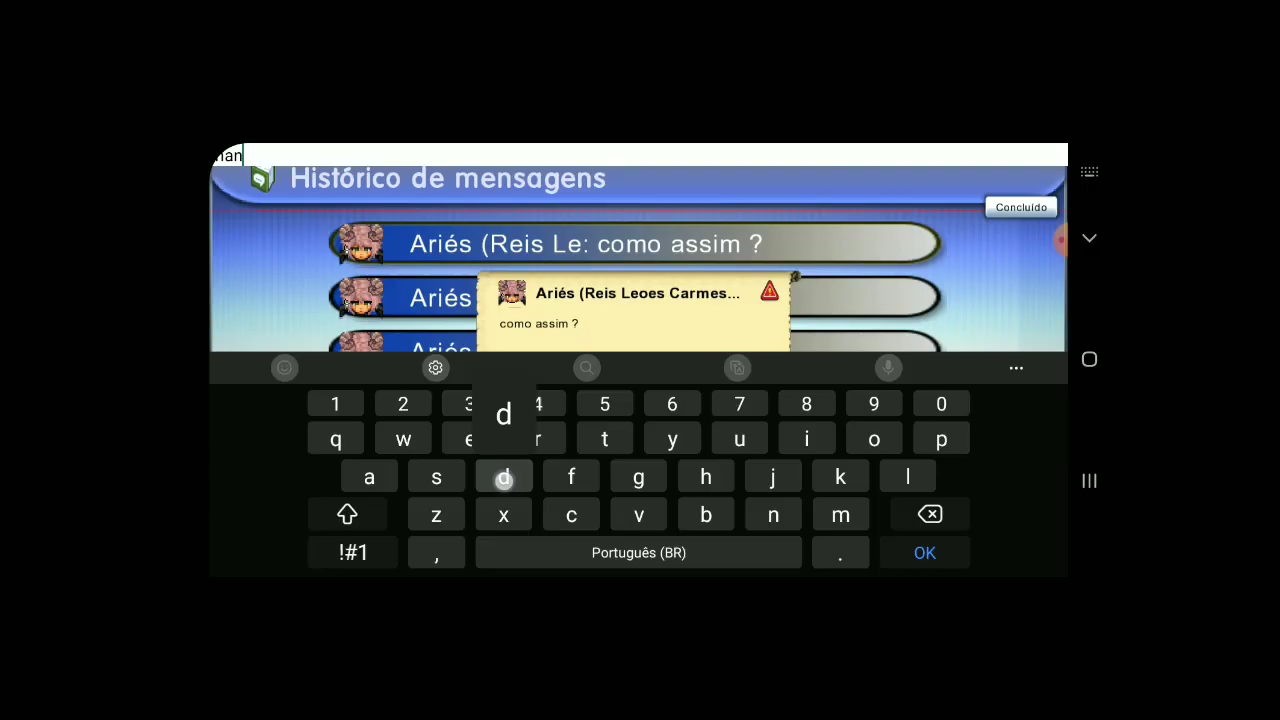 Histórico de mensagens
Concluído
Ariés (Reis Le: como assim ?
Ariés
Ariés (Reis Leoes Carmes...
como assim ?
1 2 3 4 5 6 7 8 9 0
q w e r t y u i o p
d
a s d f g h j k l
z x c v b n m
!#1 , Português (BR) . OK